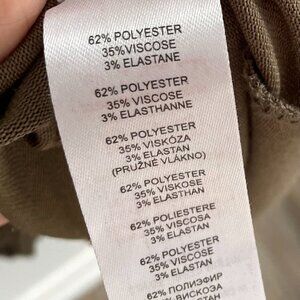 62% POLYESTER
35%VISCOSE
3% ELASTANE
62% POLYESTER
35% VISCOSE
3% ELASTHANNE
62% POLYESTER
35% VISKÓZA
3% ELASTAN
(PRUŽNÉ VLÁKNO)
62% POLYESTER
35% VISKOSE
3% ELASTHAN
62% POLIESTERE
35% VISCOSA
3% ELASTAN
62% POLYESTER
35% VISCOSE
3% ELASTAN
62% ПОЛИЭФИР
35% ВИСКОЗА